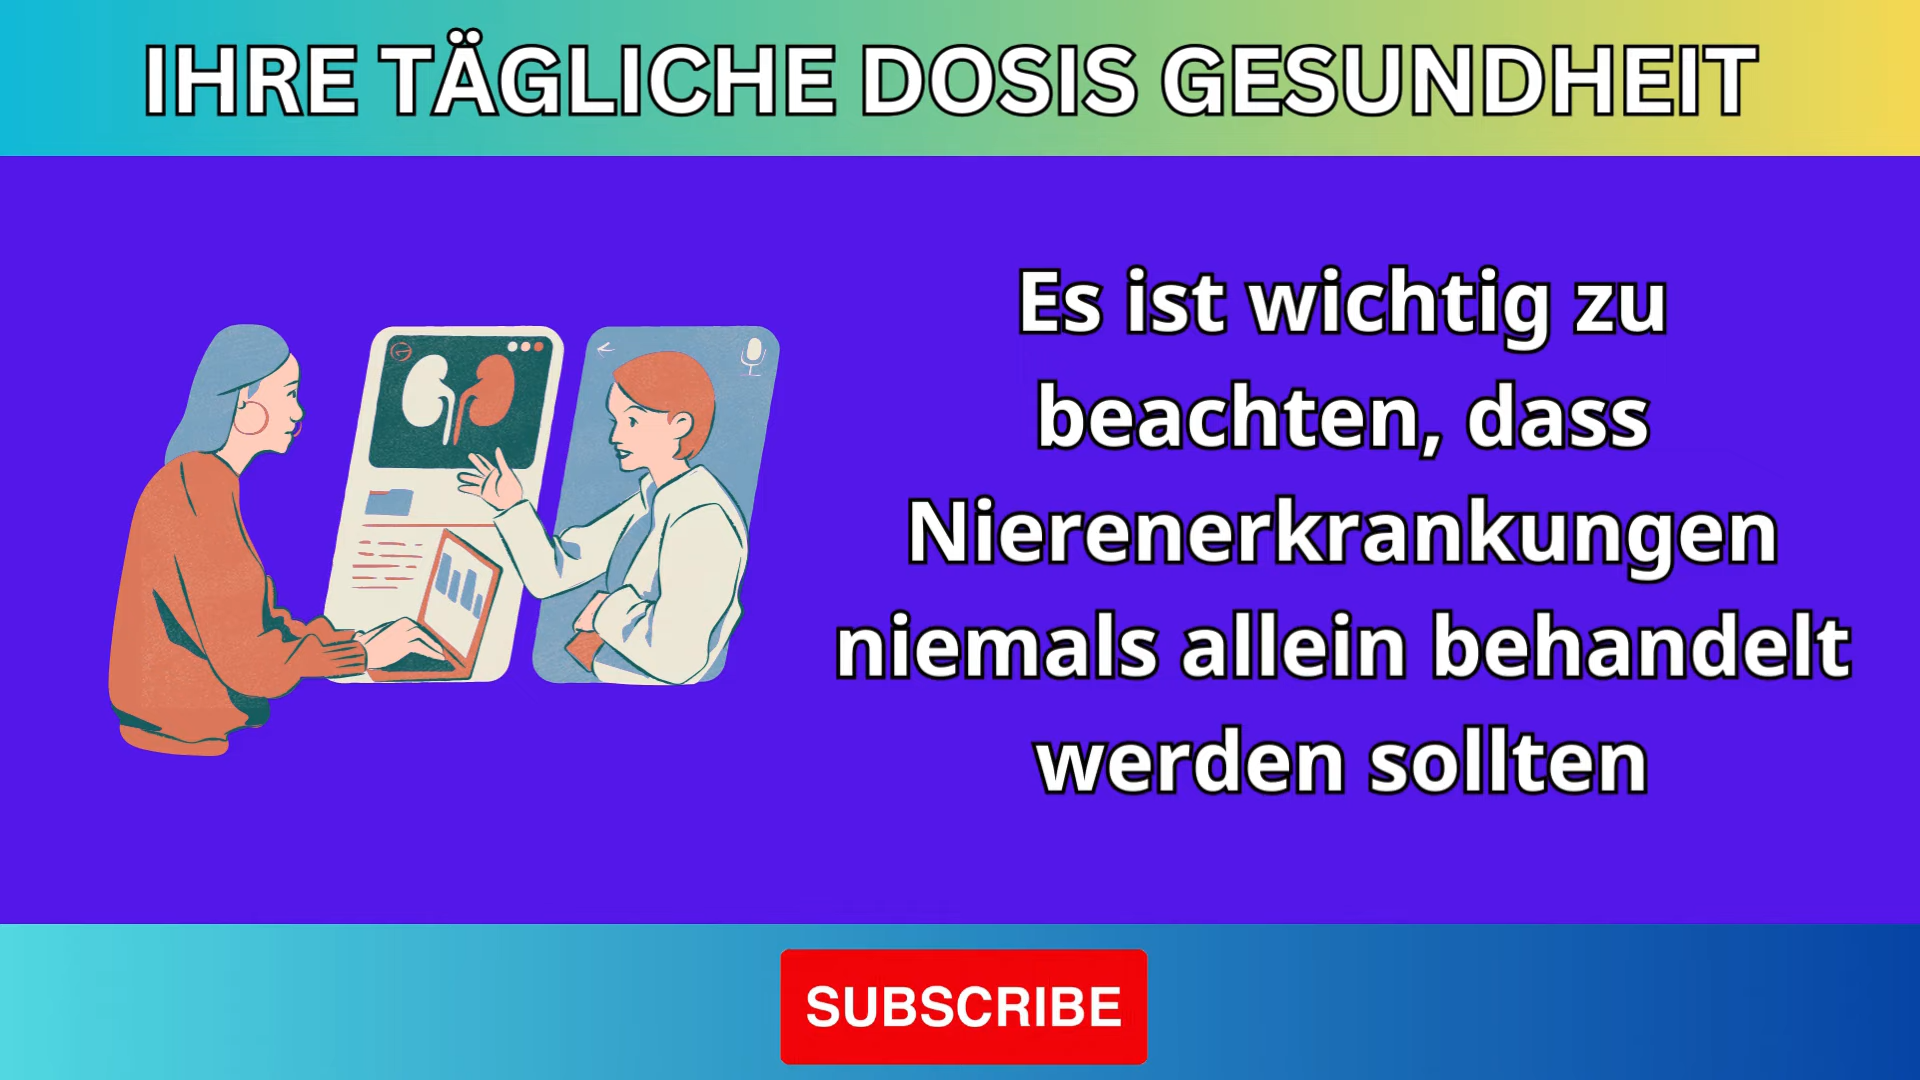 IHRE TÄGLICHE DOSIS GESUNDHEIT
Es ist wichtig zu
beachten, dass
Nierenerkrankungen
niemals allein behandelt
werden sollten
SUBSCRIBE